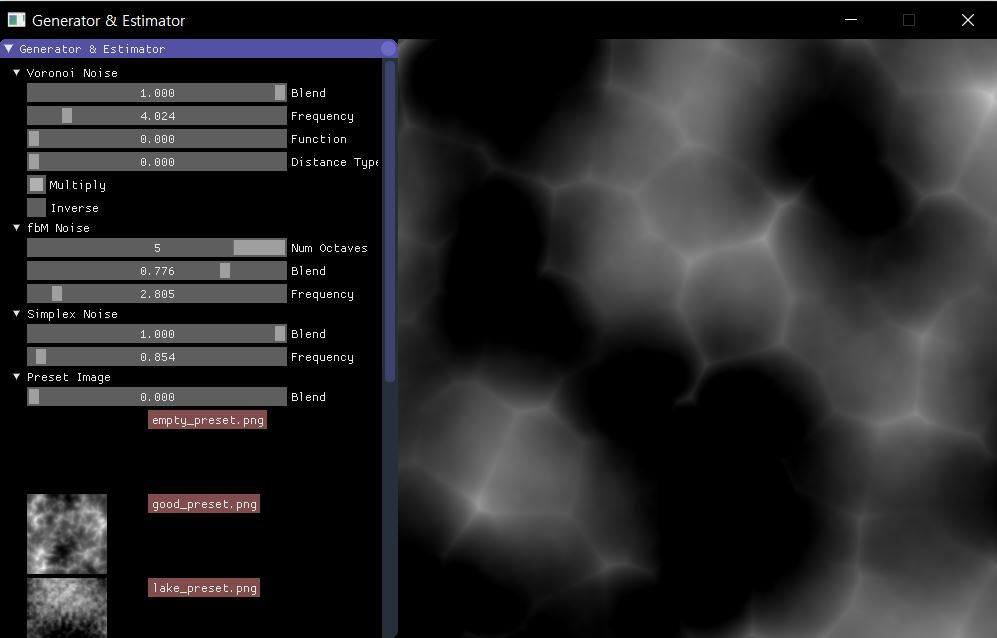 Generator & Estimator
Generator & Estimator
Voronoi Noise
1.000 Blend
4.024 Frequency
0.000 Function
0.000 Distance Type
Multiply
Inverse
fbM Noise
5 Num Octaves
0.776 Blend
2.805 Frequency
Simplex Noise
1.000 Blend
0.854 Frequency
Preset Image
0.000 Blend
empty_preset.png
good_preset.png
lake_preset.png